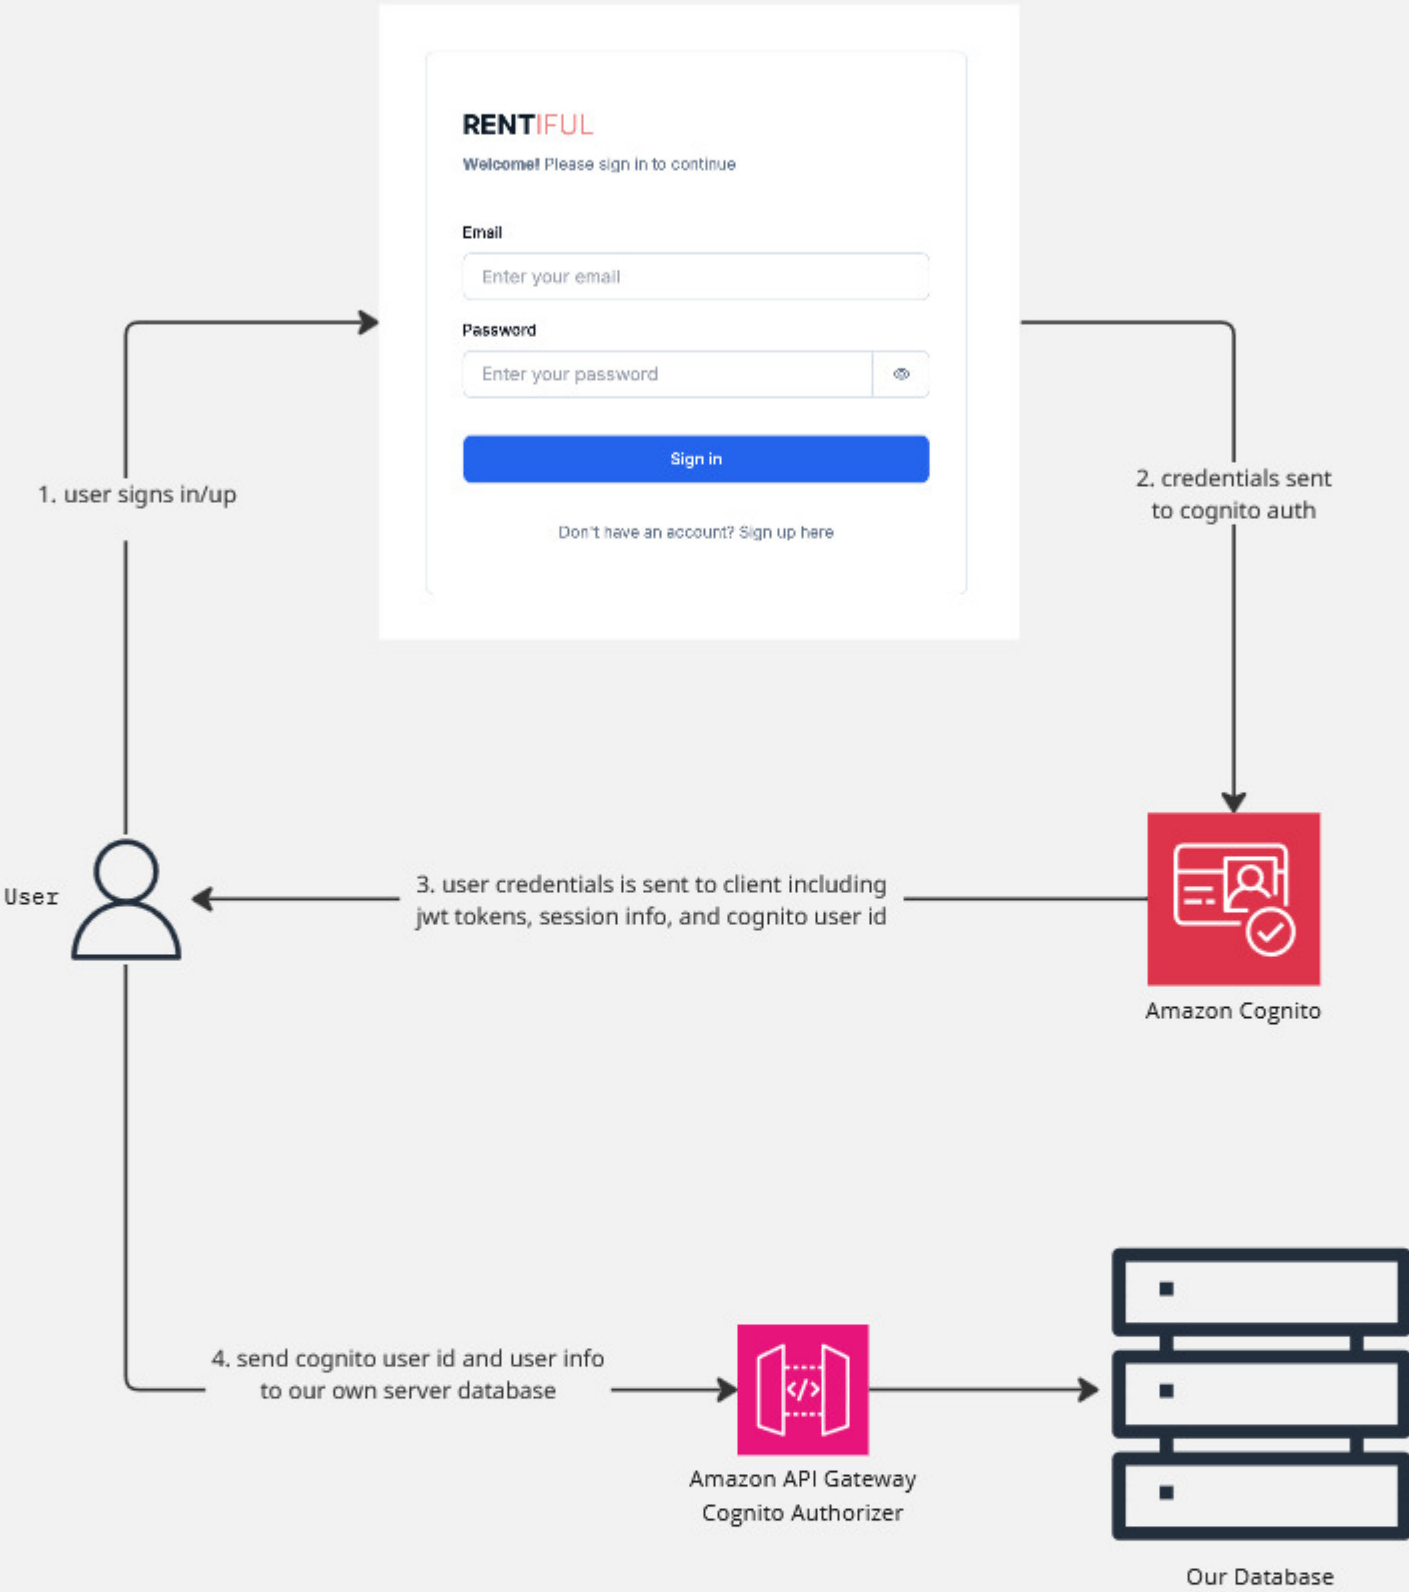 RENTIFUL
Welcome! Please sign in to continue
Email
Enter your email
Password
Enter your password
Sign in
Don't have an account? Sign up here
1. user signs in/up
2. credentials sent
to cognito auth
User
3. user credentials is sent to client including
jwt tokens, session info, and cognito user id
Amazon Cognito
4. send cognito user id and user info
to our own server database
</>
Amazon API Gateway
Cognito Authorizer
Our Database